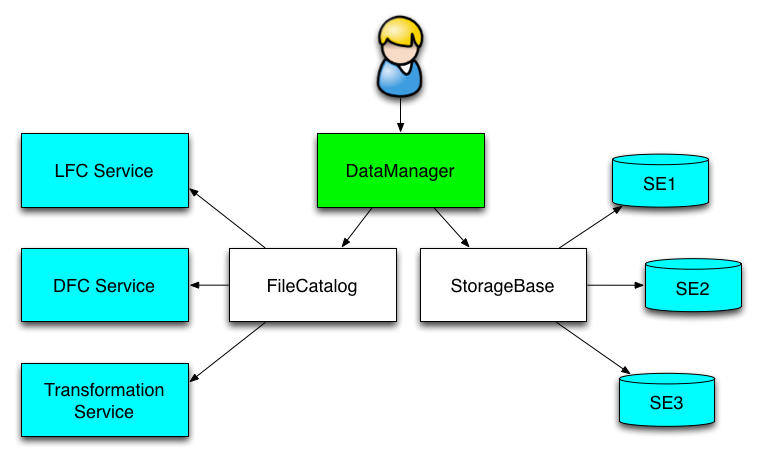 LFC Service
DataManager
SE1
DFC Service
FileCatalog
StorageBase
SE2
Transformation
Service
SE3